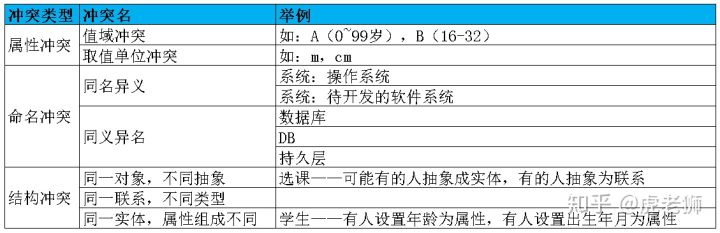 冲突类型 冲突名 举例
属性冲突 值域冲突 如：A（0~99岁），B（16-32）
取值单位冲突 如：m，cm
命名冲突 同名异义 系统：操作系统
系统：待开发的软件系统
同义异名 数据库
DB
持久层
结构冲突 同一对象，不同抽象 选课——可能有的人抽象成实体，有的人抽象为联系
同一联系，不同类型
同一实体，属性组成不同 学生——有人设置年龄为属性，有人设置出生年月为属性
知乎 @虎老狮